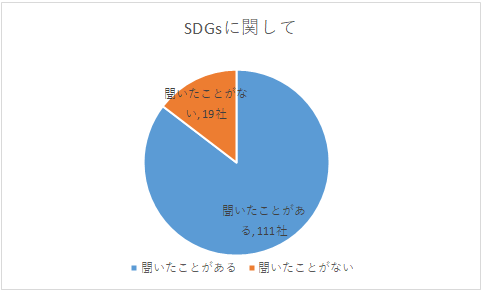 SDGsに関して
聞いたことがな
い, 19社
聞いたことがあ
る, 111社
聞いたことがある 聞いたことがない